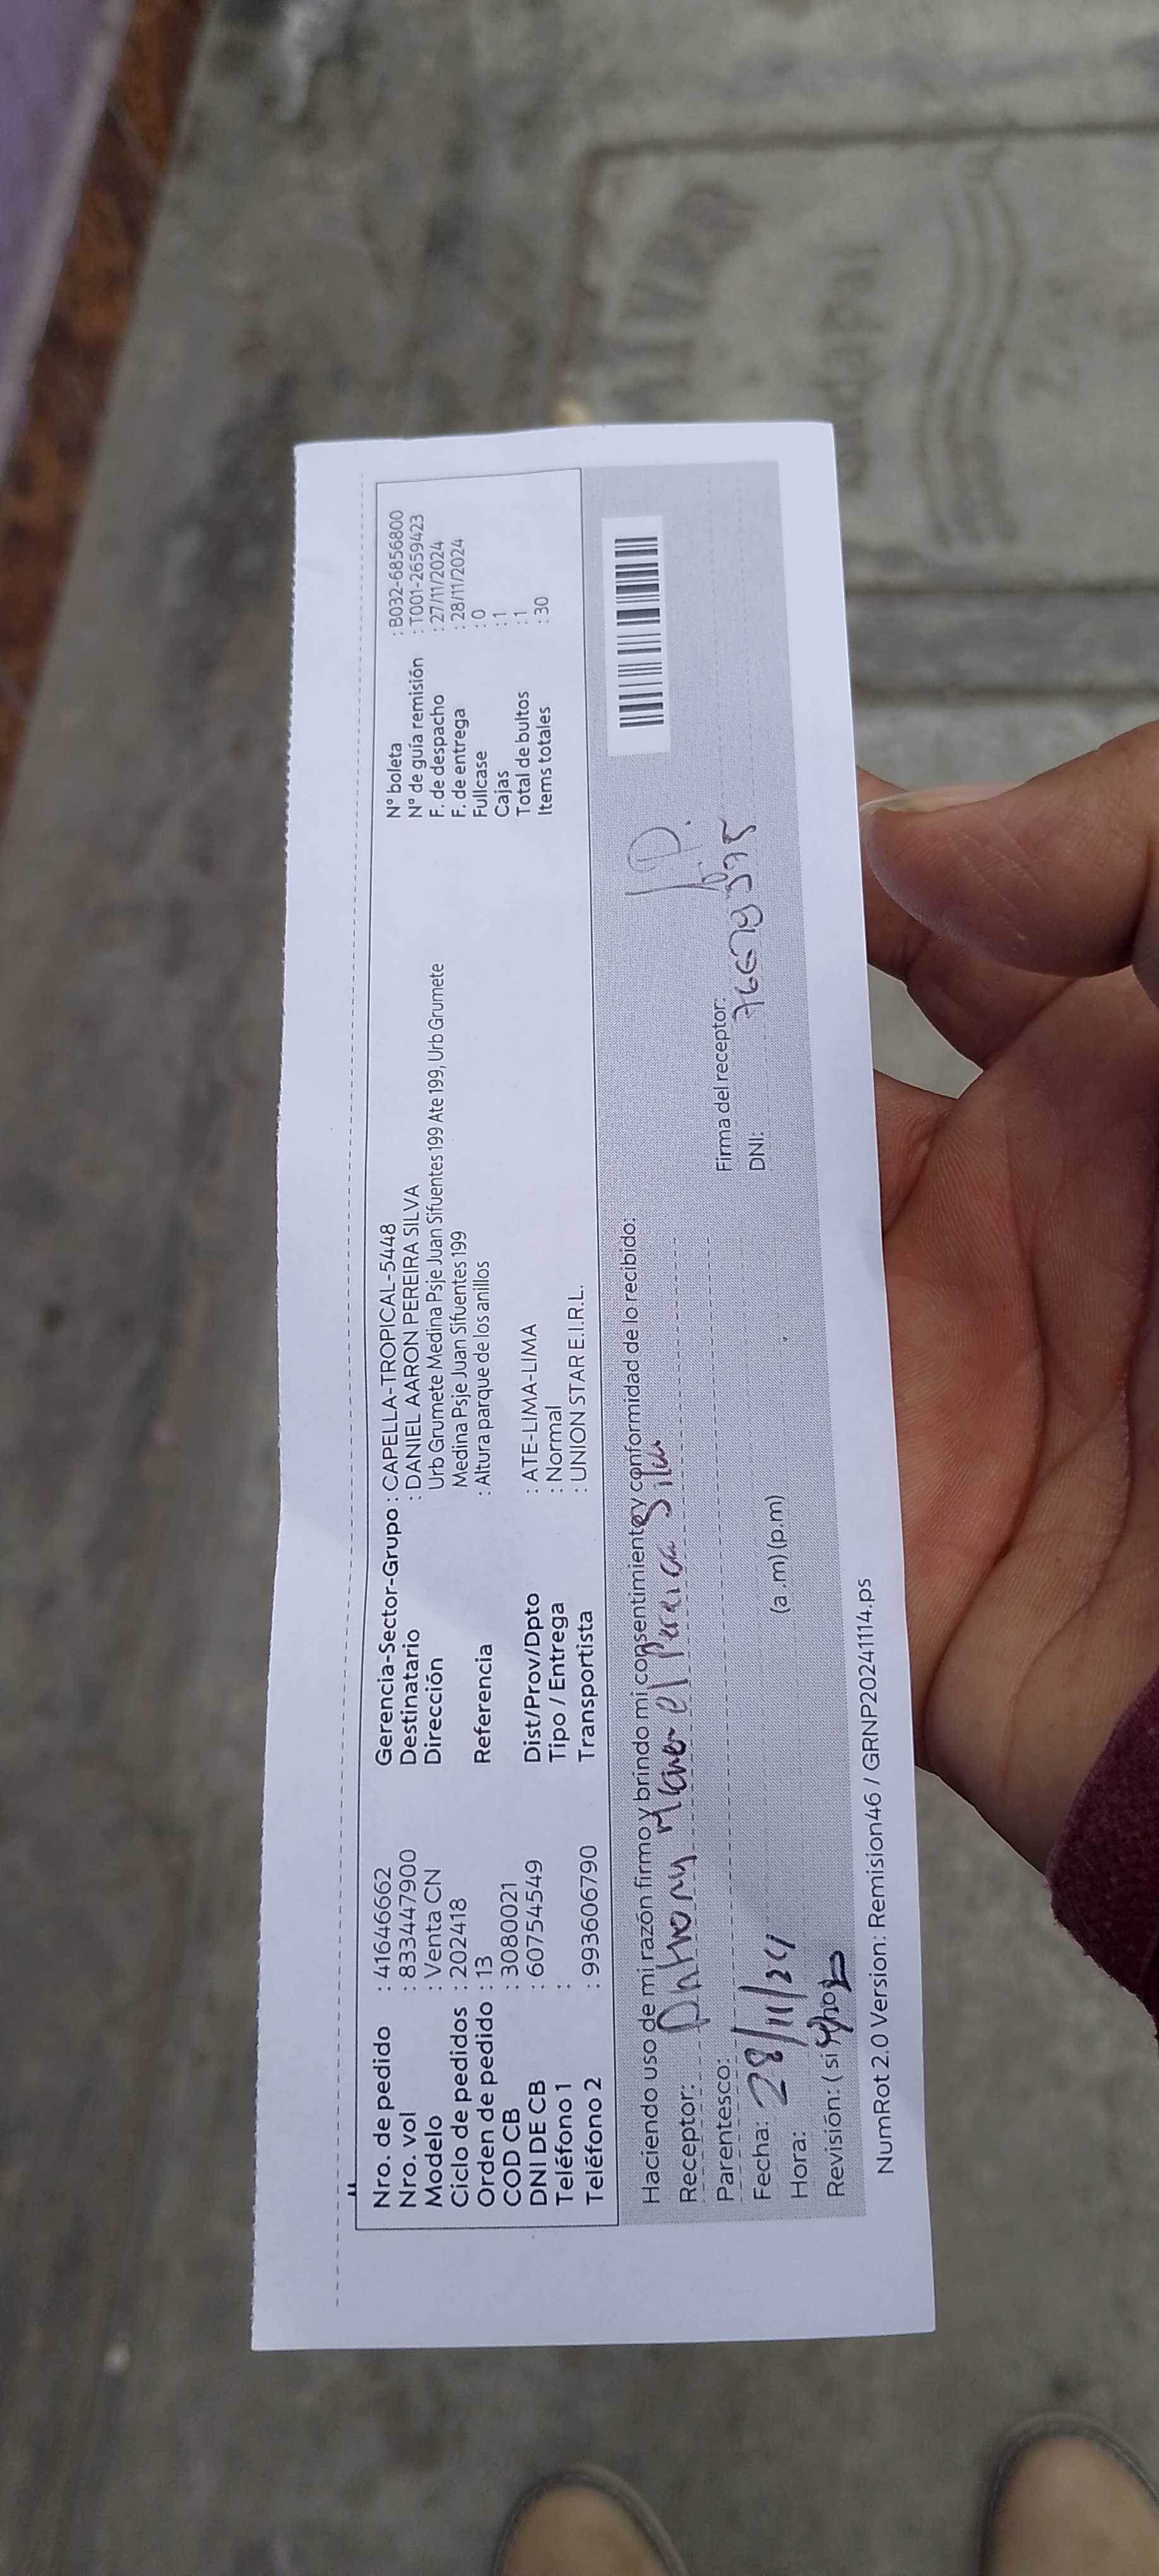 Nro. de pedido : 41646662
Nro. vol : 833447900
Modelo : Venta CN
Ciclo de pedidos : 202418
Orden de pedido : 13
COD CB : 3080021
DNI DE CB : 60754549
Teléfono 1 :
Teléfono 2 : 993606790
Gerencia-Sector-Grupo : CAPELLA-TROPICAL-5448
Destinatario : DANIEL AARON PEREIRA SILVA
Dirección Urb Grumete Medina Psje Juan Sifuentes 199 Ate 199, Urb Grumete
Medina Psje Juan Sifuentes 199
Referencia : Altura parque de los anillos
Dist/Prov/Dpto : ATE-LIMA-LIMA
Tipo / Entrega : Normal
Transportista : UNION STAR E.I.R.L.
N° boleta : B032-6856800
N° de guía remisión : T001-2659423
F. de despacho : 27/11/2024
F. de entrega : 28/11/2024
Fullcase : 0
Cajas : 1
Total de bultos : 1
Items totales : 30
Haciendo uso de mi razón firmo y brindo mi consentimiento y conformidad de lo recibido:
Receptor: Anthony Manuel Pereira Silva
Parentesco:
Fecha: 28/11/24
Hora: (a.m) (p.m)
Revisión: ( si
Firma del receptor:
DNI:
NumRot 2.0 Version: Remision46 / GRNP20241114.ps
sedapal